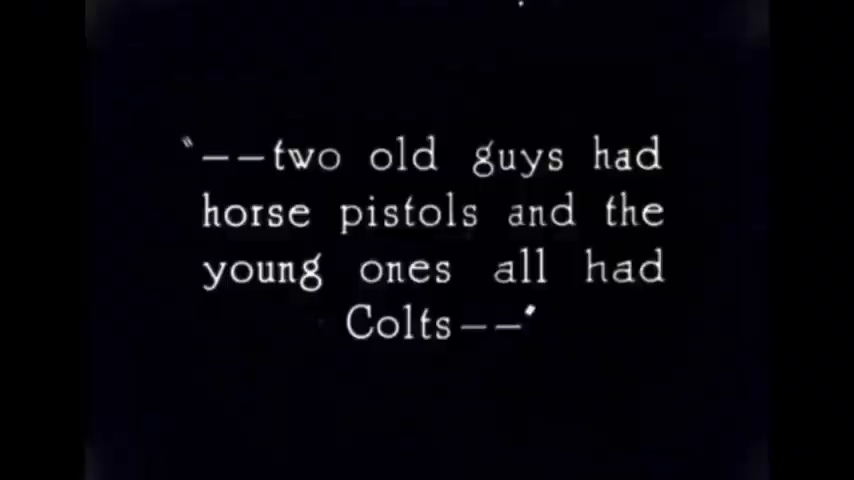 "--two old guys had
horse pistols and the
young ones all had
Colts--"